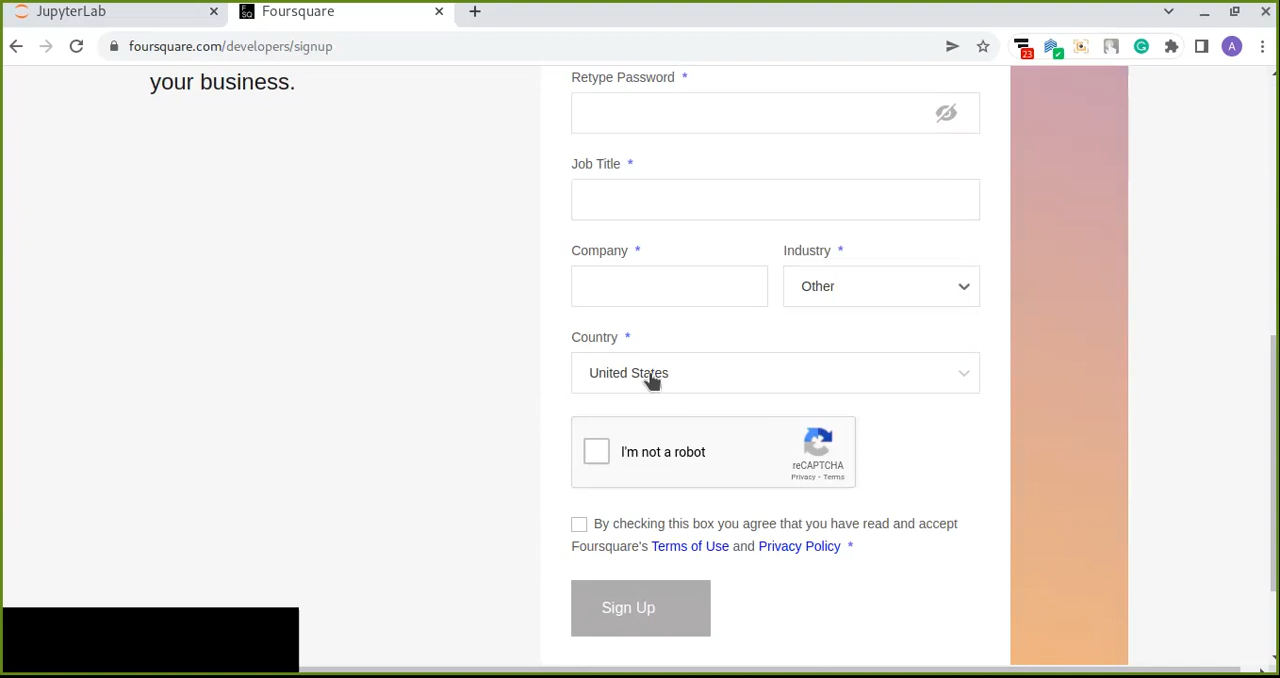 JupyterLab
Foursquare
foursquare.com/developers/signup
23
A
your business.
Retype Password *
Job Title *
Company *
Industry *
Other
Country *
United States
I'm not a robot
reCAPTCHA
Privacy - Terms
By checking this box you agree that you have read and accept
Foursquare's Terms of Use and Privacy Policy *
Sign Up